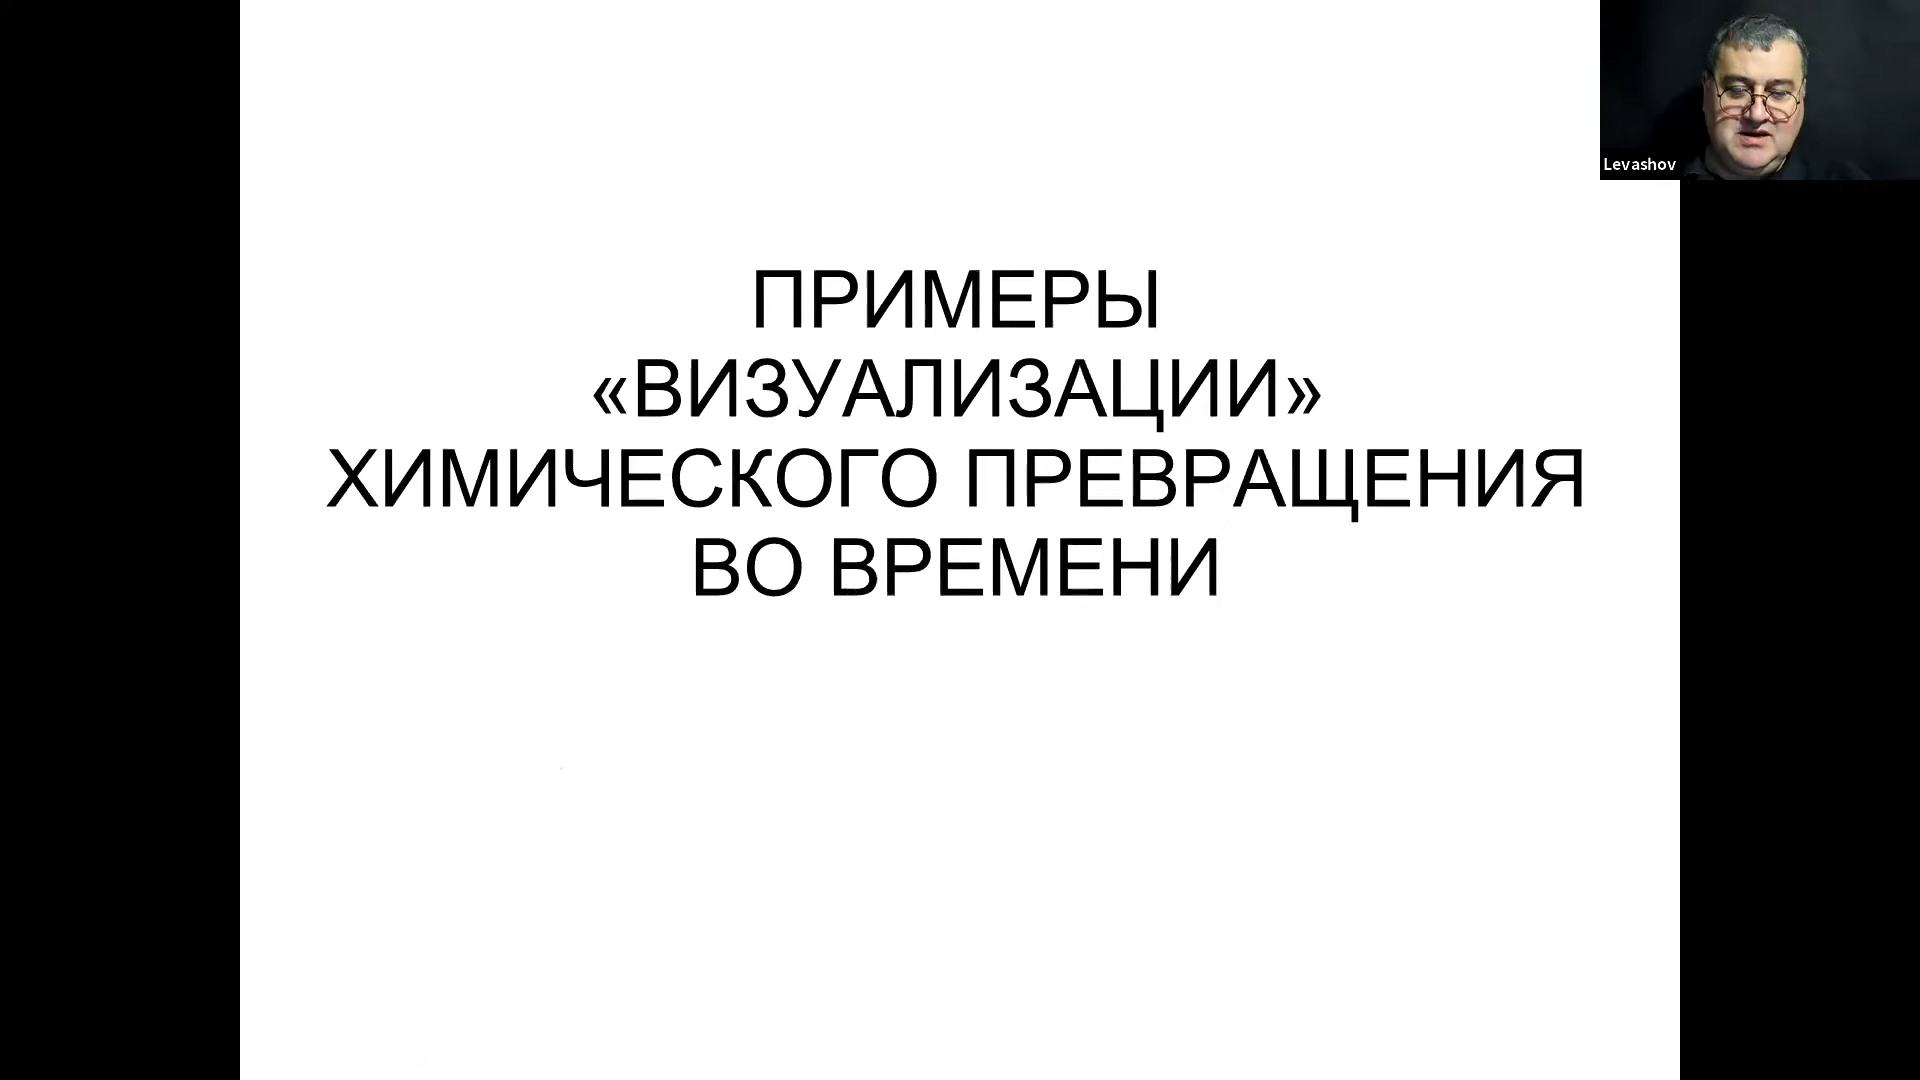 ПРИМЕРЫ
«ВИЗУАЛИЗАЦИИ»
ХИМИЧЕСКОГО ПРЕВРАЩЕНИЯ
ВО ВРЕМЕНИ
Levashov